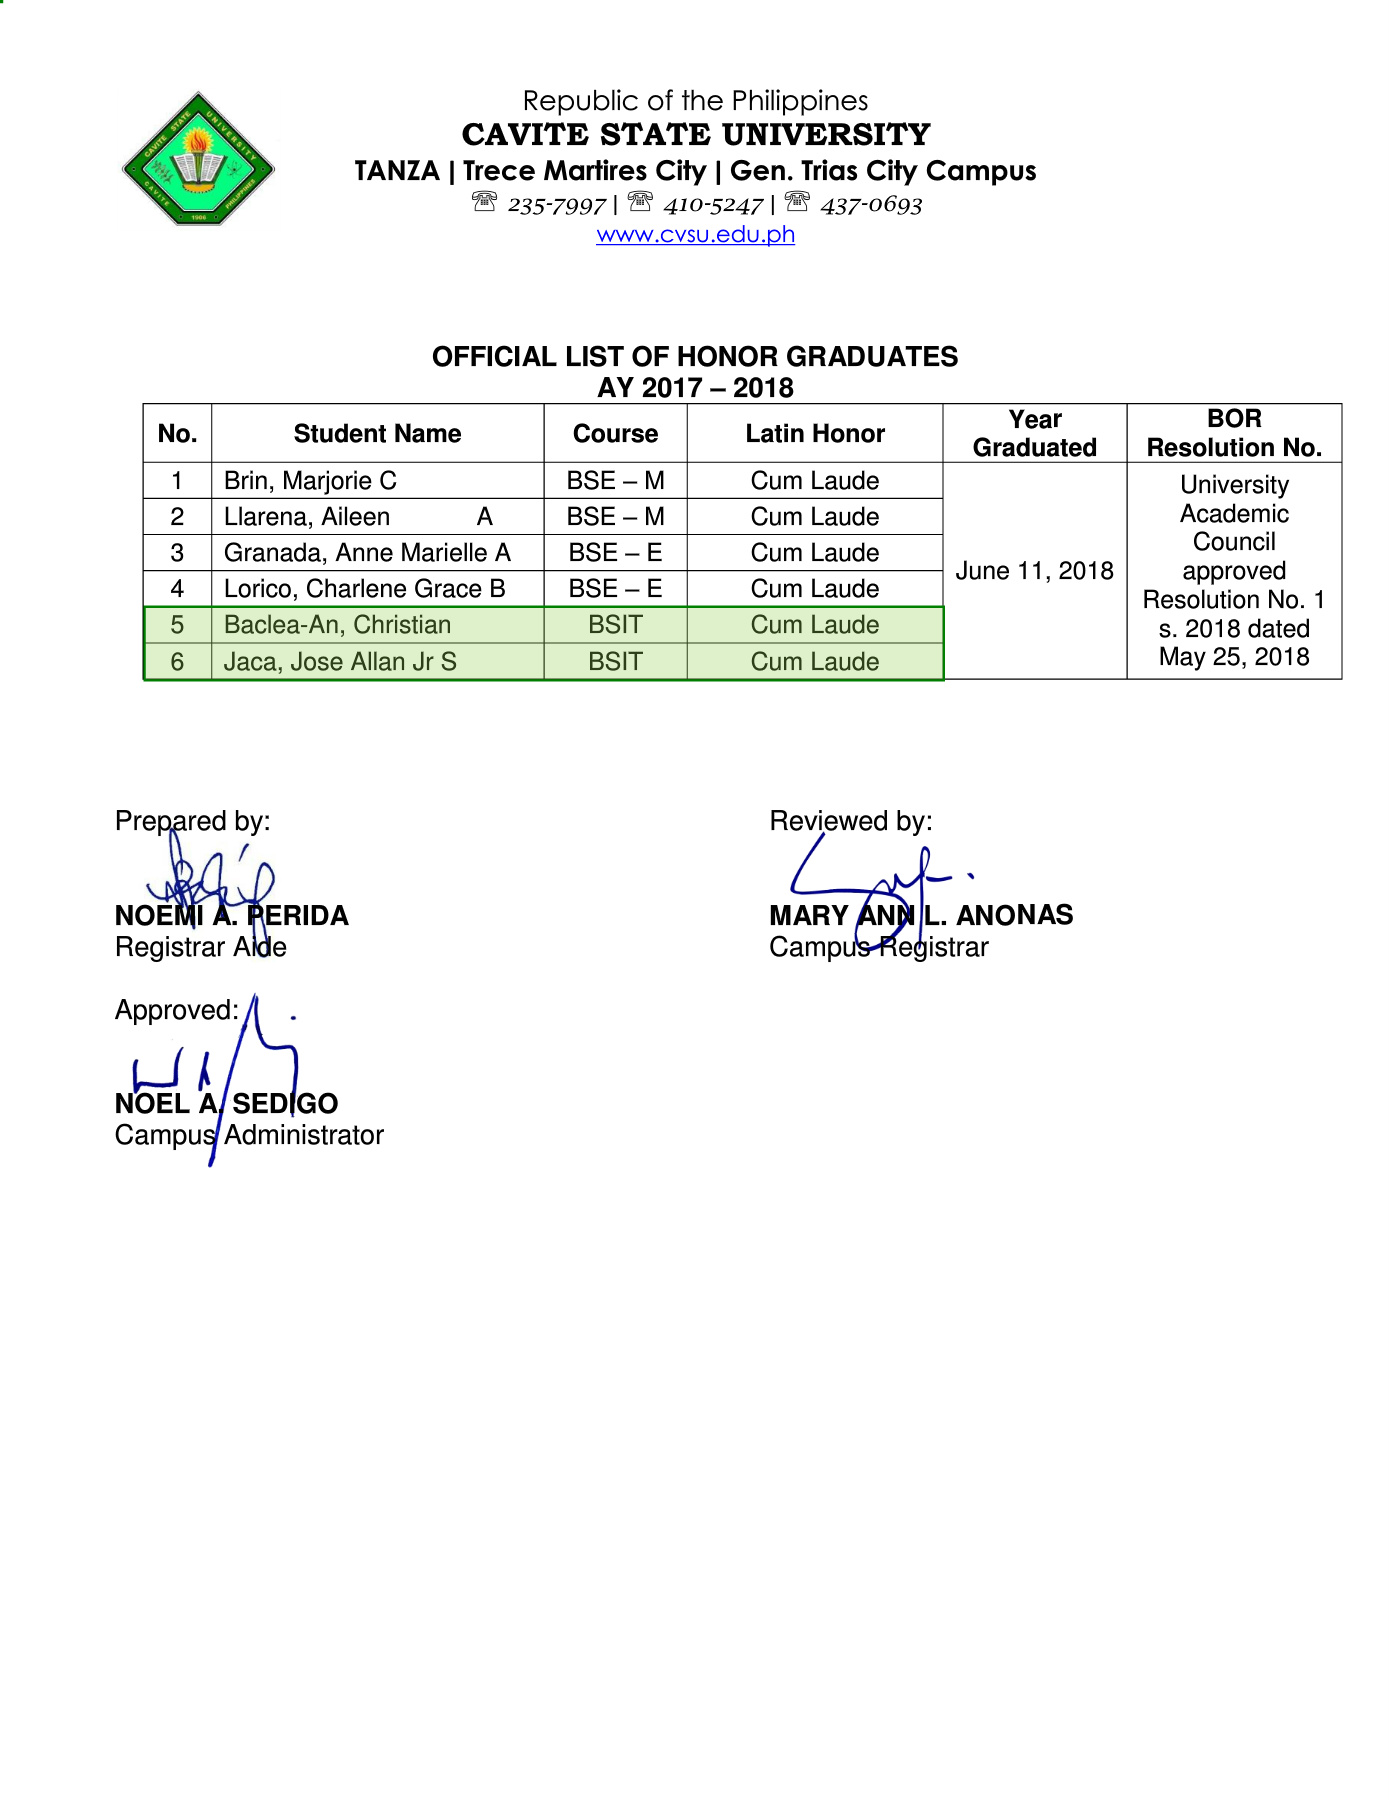 Republic of the Philippines
CAVITE STATE UNIVERSITY
TANZA | Trece Martires City | Gen. Trias City Campus
☏ 235-7997 | ☏ 410-5247 | ☏ 437-0693
www.cvsu.edu.ph
CAVITE STATE UNIVERSITY
CAVITE PHILIPPINES
1906
OFFICIAL LIST OF HONOR GRADUATES
AY 2017 – 2018
No. Student Name Course Latin Honor Year Graduated BOR Resolution No.
1 Brin, Marjorie C BSE – M Cum Laude
2 Llarena, Aileen A BSE – M Cum Laude
3 Granada, Anne Marielle A BSE – E Cum Laude
4 Lorico, Charlene Grace B BSE – E Cum Laude
5 Baclea-An, Christian BSIT Cum Laude
6 Jaca, Jose Allan Jr S BSIT Cum Laude
June 11, 2018
University
Academic
Council
approved
Resolution No. 1
s. 2018 dated
May 25, 2018
Prepared by: Reviewed by:
NOEMI A. PERIDA MARY ANN L. ANONAS
Registrar Aide Campus Registrar
Approved:
NOEL A. SEDIGO
Campus Administrator